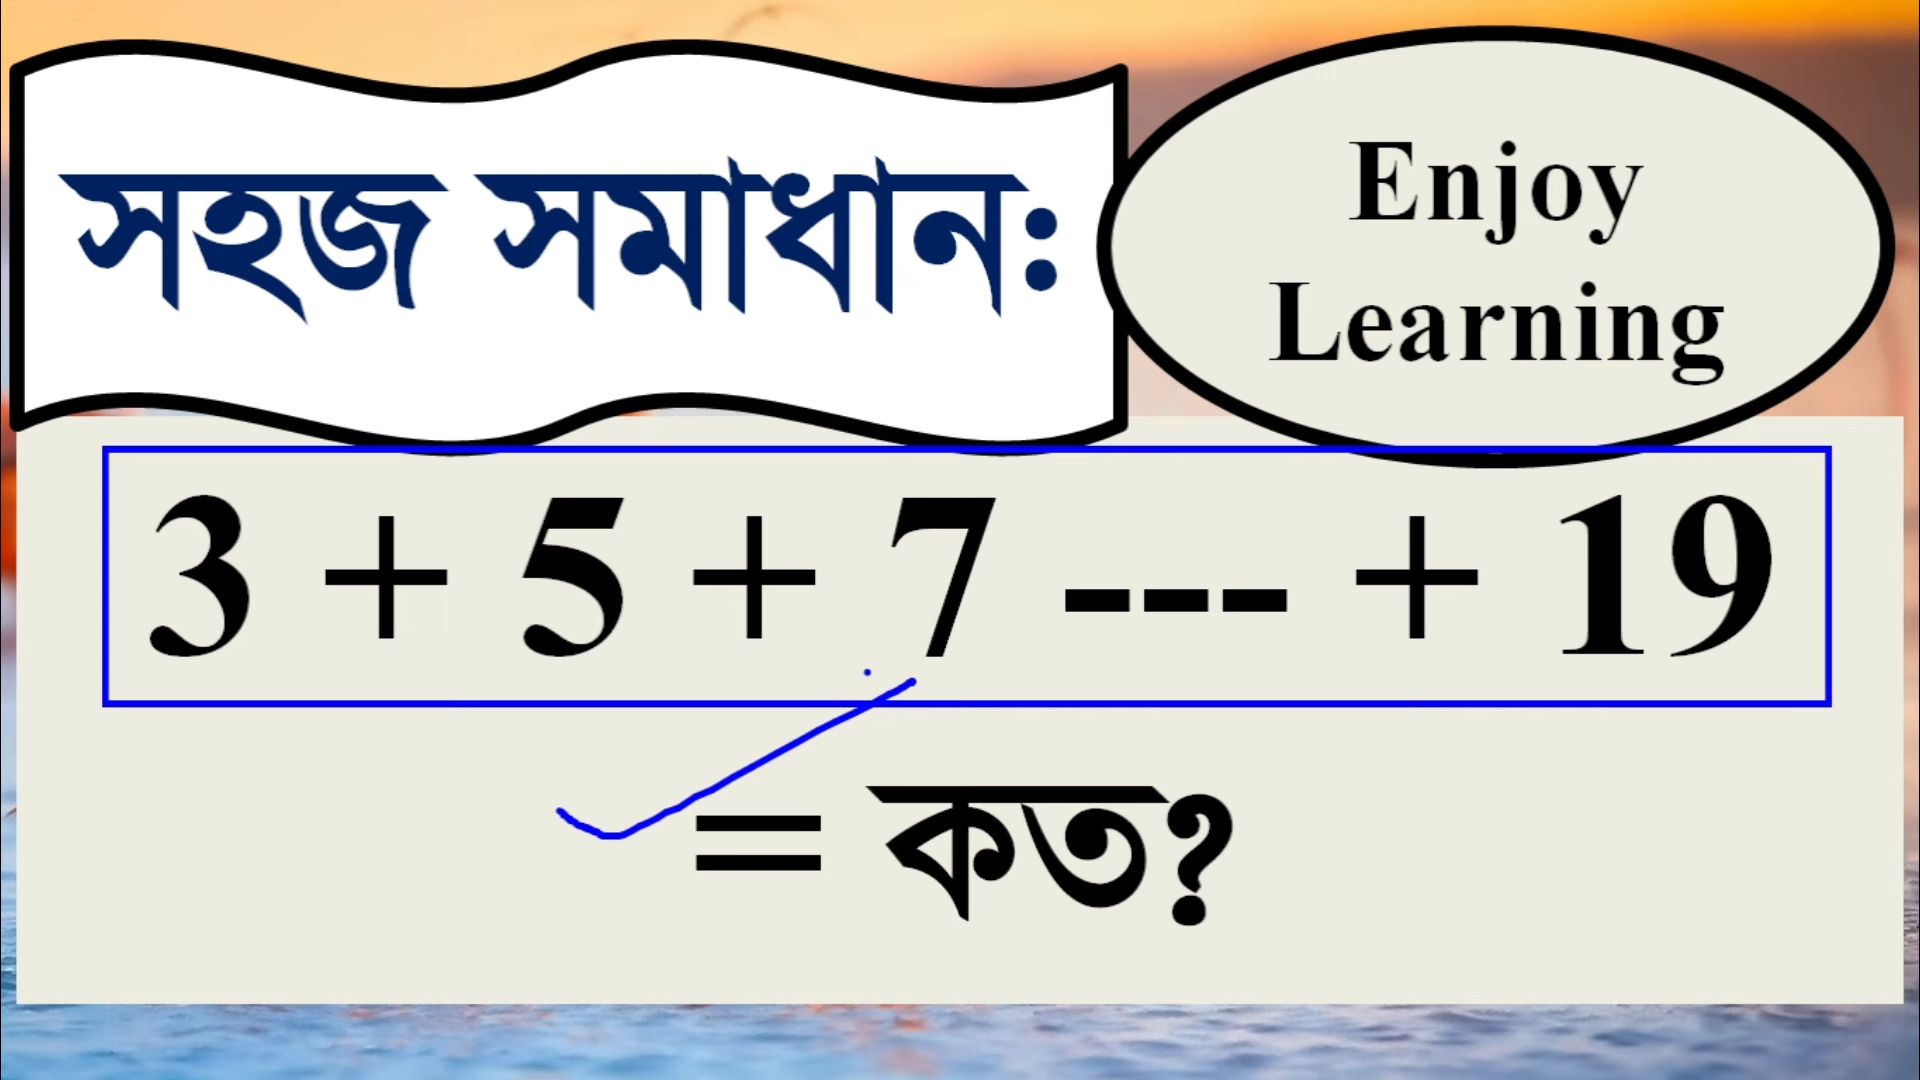 সহজ সমাধান:
Enjoy
Learning
3 + 5 + 7 --- + 19
= কত?